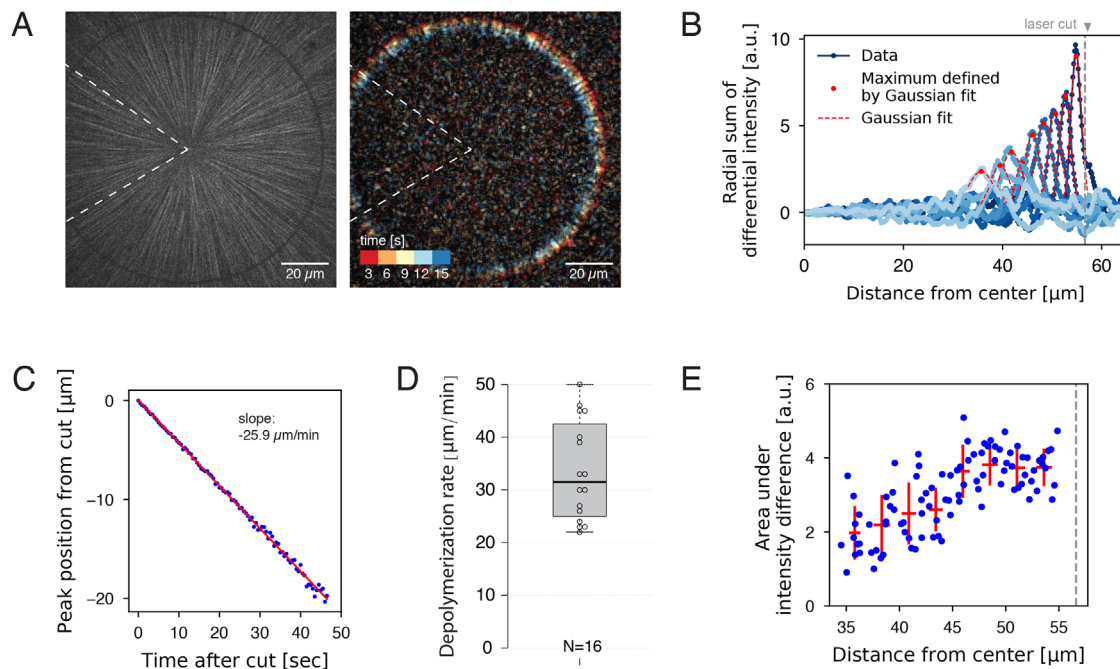 A
20 µm
time [s]
3 6 9 12 15
20 µm
B
laser cut
Radial sum of
differential intensity [a.u.]
10
5
0
Data
Maximum defined
by Gaussian fit
Gaussian fit
0 20 40 60
Distance from center [µm]
C
Peak position from cut [µm]
0
−10
−20
slope:
-25.9 µm/min
0 10 20 30 40 50
Time after cut [sec]
D
Depolymerization rate [µm/min]
50
40
30
20
10
0
N=16
E
Area under
intensity difference [a.u.]
6
4
2
0
35 40 45 50 55
Distance from center [µm]